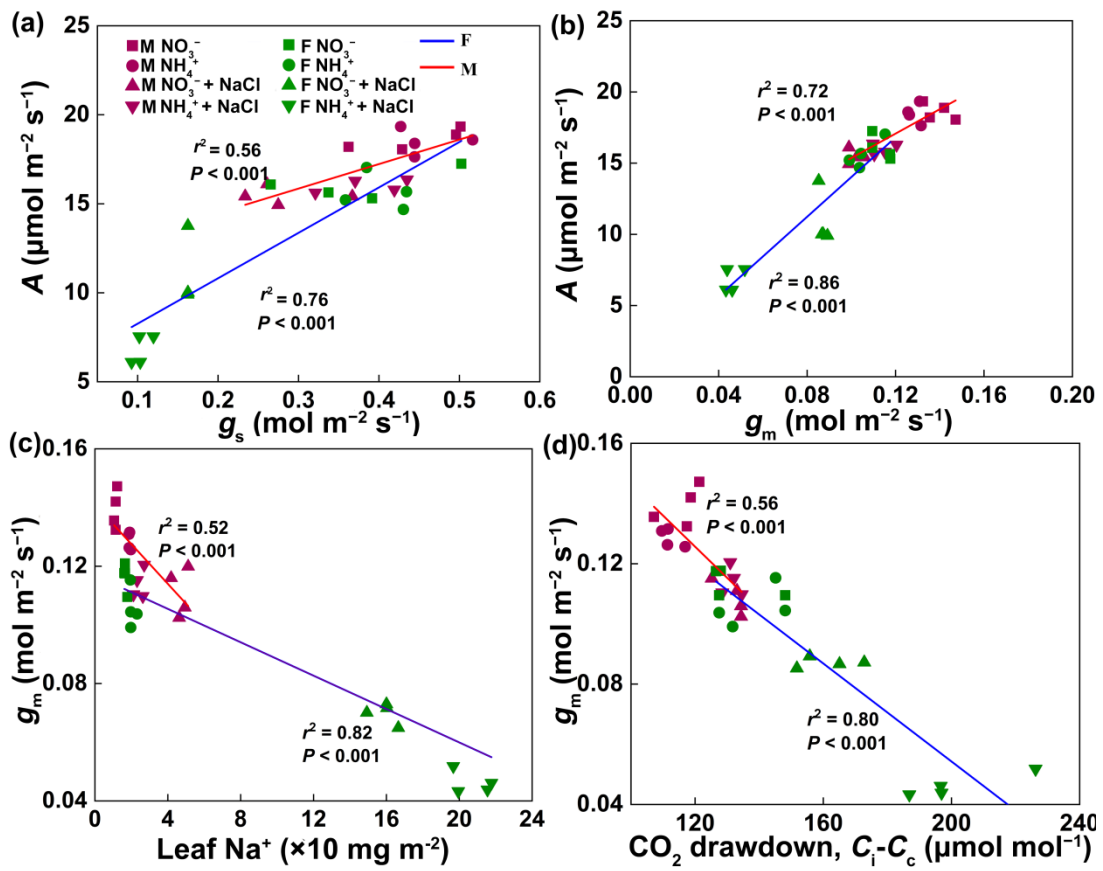 (a)
25
20
15
10
5
A (μmol m⁻² s⁻¹)
M NO₃⁻
M NH₄⁺
M NO₃⁻ + NaCl
M NH₄⁺ + NaCl
F NO₃⁻
F NH₄⁺
F NO₃⁻ + NaCl
F NH₄⁺ + NaCl
F
M
r² = 0.56
P < 0.001
r² = 0.76
P < 0.001
0.1 0.2 0.3 0.4 0.5 0.6
gₛ (mol m⁻² s⁻¹)
(b)
25
20
15
10
5
0
A (μmol m⁻² s⁻¹)
r² = 0.72
P < 0.001
r² = 0.86
P < 0.001
0.00 0.04 0.08 0.12 0.16 0.20
gₘ (mol m⁻² s⁻¹)
(c)
0.16
0.12
0.08
0.04
gₘ (mol m⁻² s⁻¹)
r² = 0.52
P < 0.001
r² = 0.82
P < 0.001
0 4 8 12 16 20 24
Leaf Na⁺ (×10 mg m⁻²)
(d)
0.16
0.12
0.08
0.04
gₘ (mol m⁻² s⁻¹)
r² = 0.56
P < 0.001
r² = 0.80
P < 0.001
120 160 200 240
CO₂ drawdown, Cᵢ-C꜀ (μmol mol⁻¹)